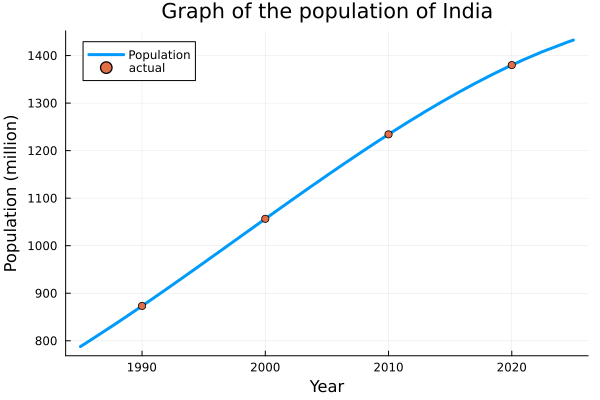 Graph of the population of India
Population
actual
Population (million)
1400
1300
1200
1100
1000
900
800
1990 2000 2010 2020
Year